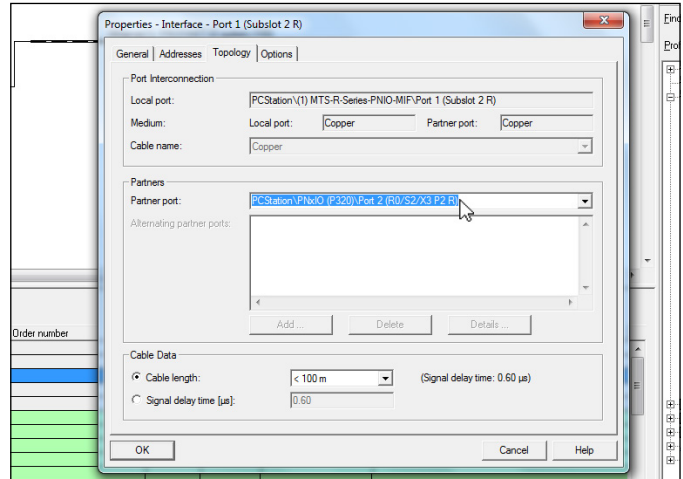 Properties - Interface - Port 1 (Subslot 2 R)
General Addresses Topology Options
Port Interconnection
Local port: PCStation\(1) MTS-R-Series-PNIO-MIF\Port 1 (Subslot 2 R)
Medium: Local port: Copper Partner port: Copper
Cable name: Copper
Partners
Partner port: PCStation\PNxIO (P320)\Port 2 (R0/S2/X3 P2 R)
Alternating partner ports:
Add ... Delete Details ...
Order number
Cable Data
Cable length: < 100 m (Signal delay time: 0.60 µs)
Signal delay time [µs]: 0.60
OK Cancel Help